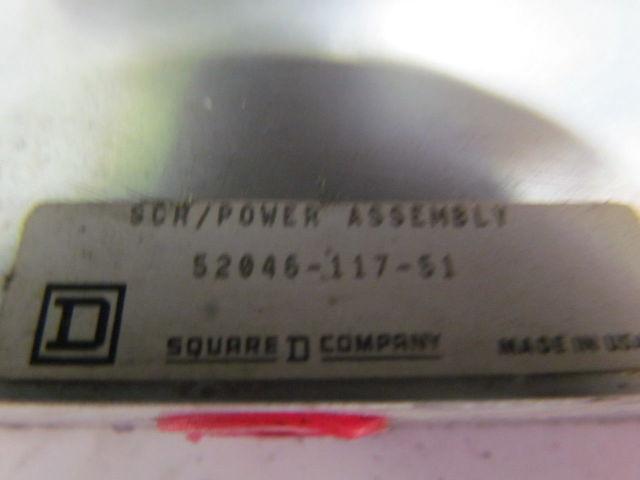 SCR/POWER ASSEMBLY
52046-117-51
D
SQUARE D COMPANY
MADE IN USA